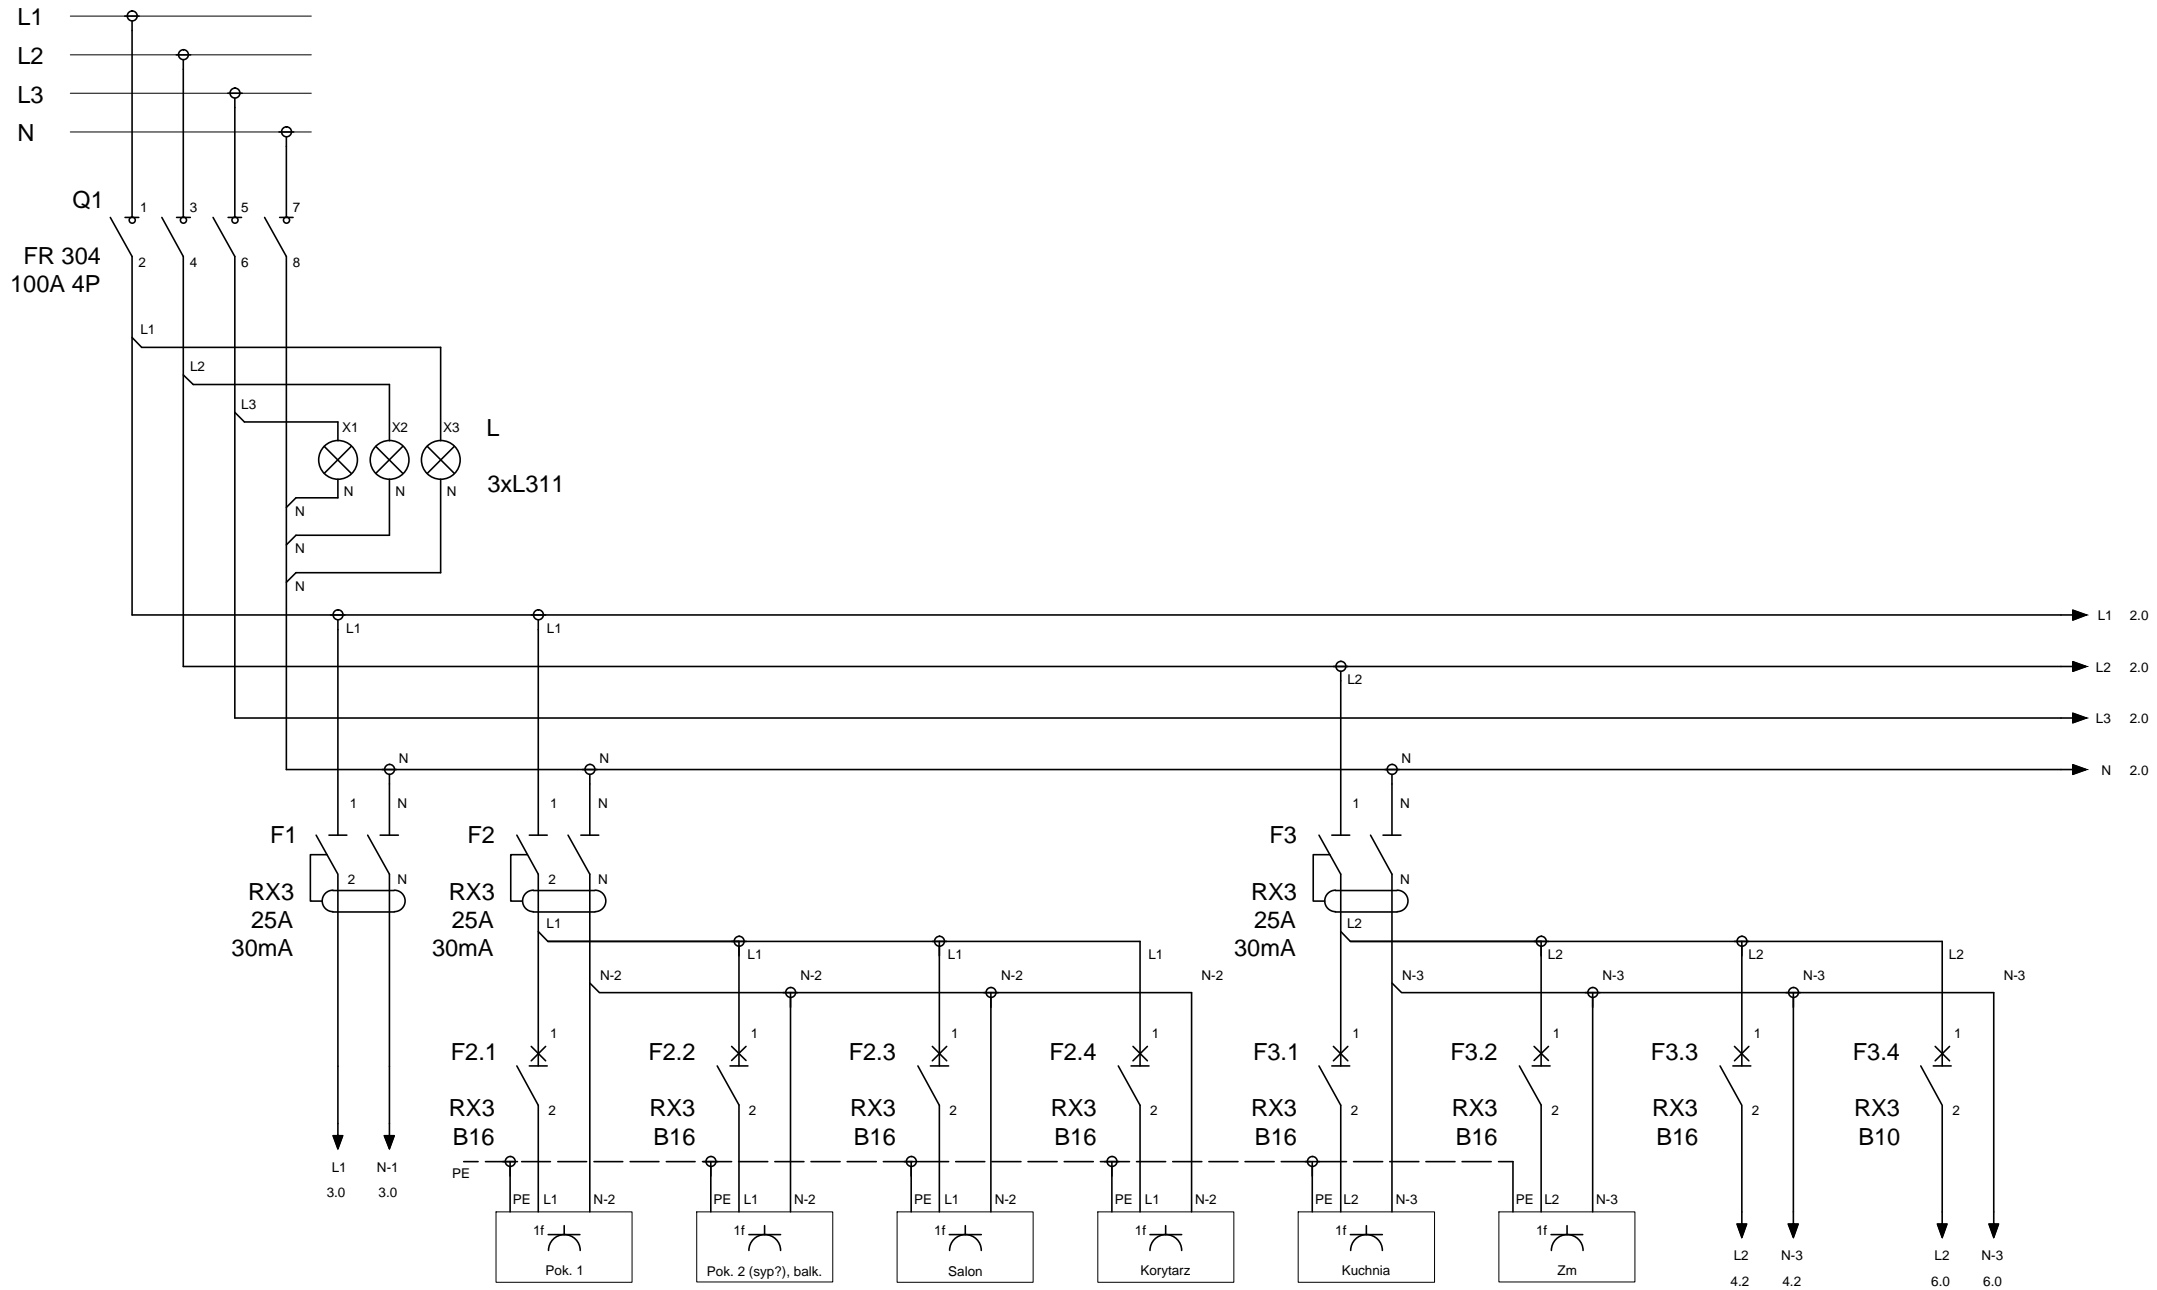 L1
L2
L3
N
Q1
1 3 5 7
FR 304
100A 4P
2 4 6 8
L1
L2
L3
X1 X2 X3 L
N N N 3xL311
N
N
N
L1 2.0
L1 L1
L2 2.0
L2
L3 2.0
N N N
N 2.0
1 N 1 N 1 N
F1 F2 F3
2 N 2 N N
RX3 RX3 RX3
25A 25A 25A
30mA 30mA 30mA
L1 L2
L1 L1 L1 L2 L2 L2
N-2 N-2 N-2 N-2 N-3 N-3 N-3 N-3
1 1 1 1 1 1 1 1
F2.1 F2.2 F2.3 F2.4 F3.1 F3.2 F3.3 F3.4
RX3 RX3 RX3 RX3 RX3 RX3 RX3 RX3
2 2 2 2 2 2 2 2
B16 B16 B16 B16 B16 B16 B16 B10
PE
L1 N-1
3.0 3.0
PE L1 N-2 PE L1 N-2 PE L1 N-2 PE L1 N-2 PE L2 N-3 PE L2 N-3
1f 1f 1f 1f 1f 1f
Pok. 1 Pok. 2 (syp?), balk. Salon Korytarz Kuchnia Zm
L2 N-3 L2 N-3
4.2 4.2 6.0 6.0